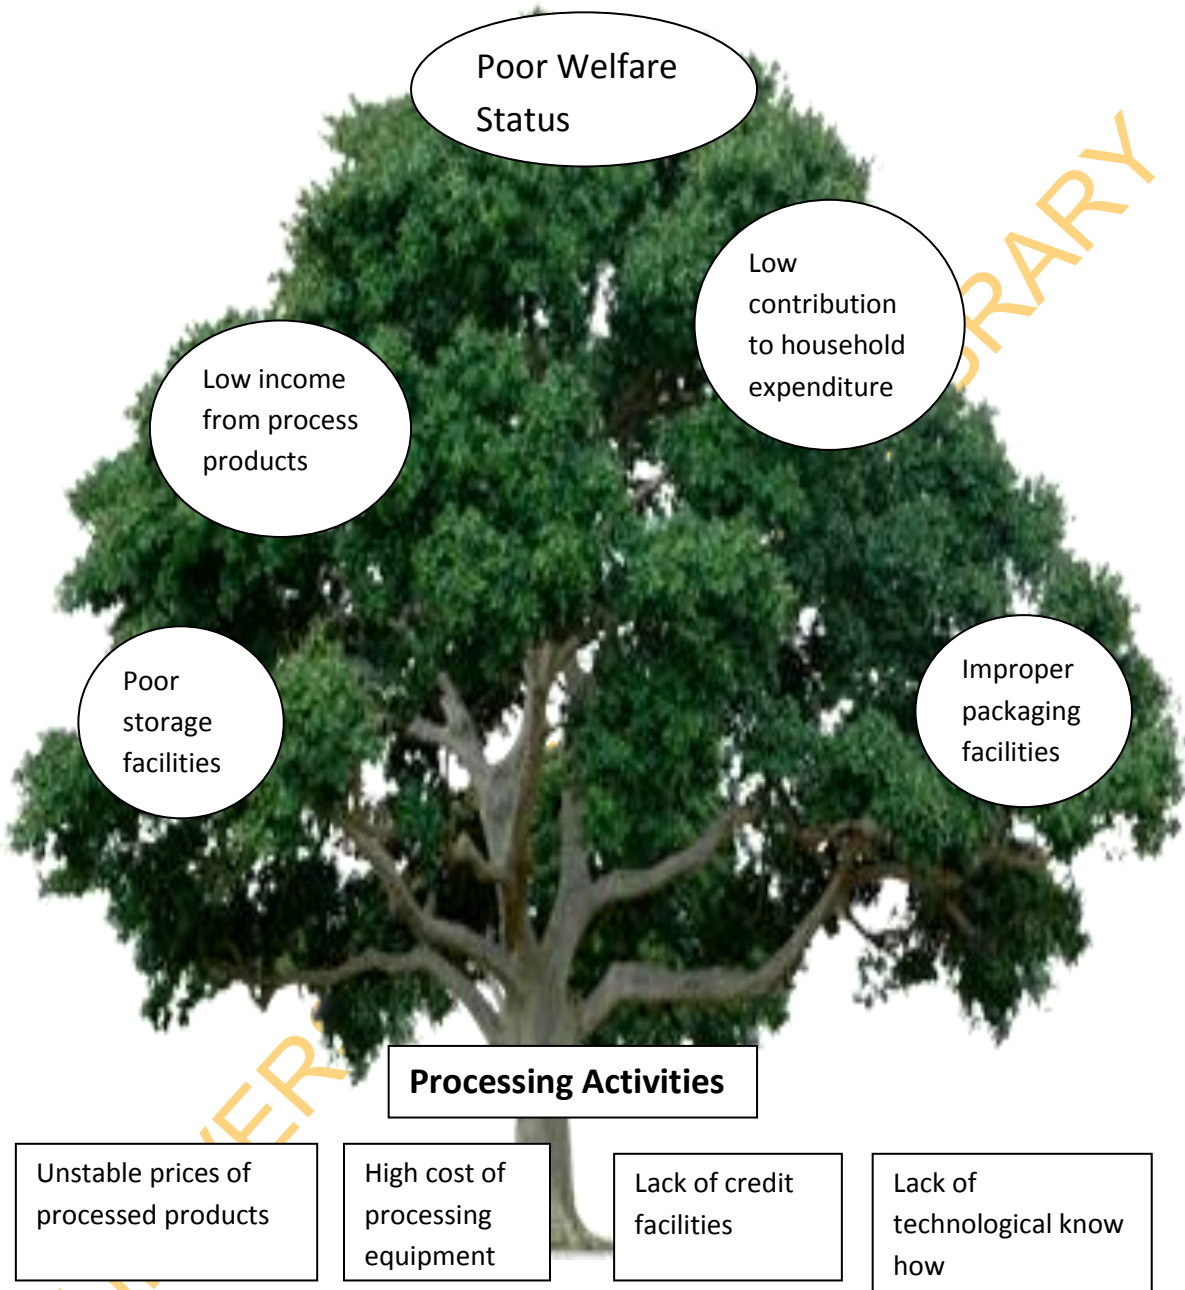 Poor Welfare
Status
Low
contribution
to household
expenditure
Low income
from process
products
Poor
storage
facilities
Improper
packaging
facilities
Processing Activities
Unstable prices of
processed products
High cost of
processing
equipment
Lack of credit
facilities
Lack of
technological know
how